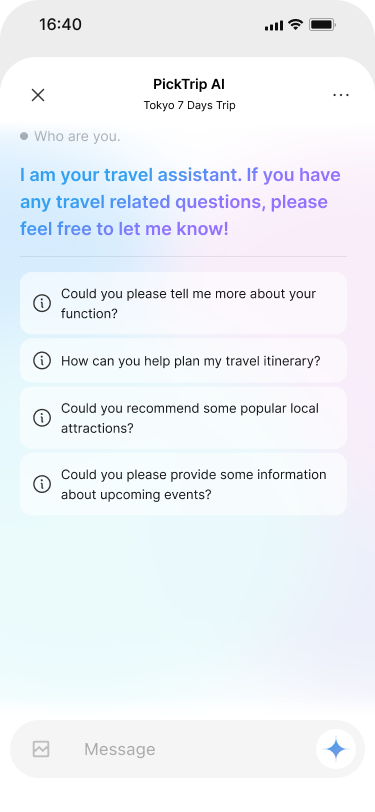 16:40
PickTrip AI
Tokyo 7 Days Trip
Who are you.
I am your travel assistant. If you have
any travel related questions, please
feel free to let me know!
Could you please tell me more about your
function?
How can you help plan my travel itinerary?
Could you recommend some popular local
attractions?
Could you please provide some information
about upcoming events?
Message